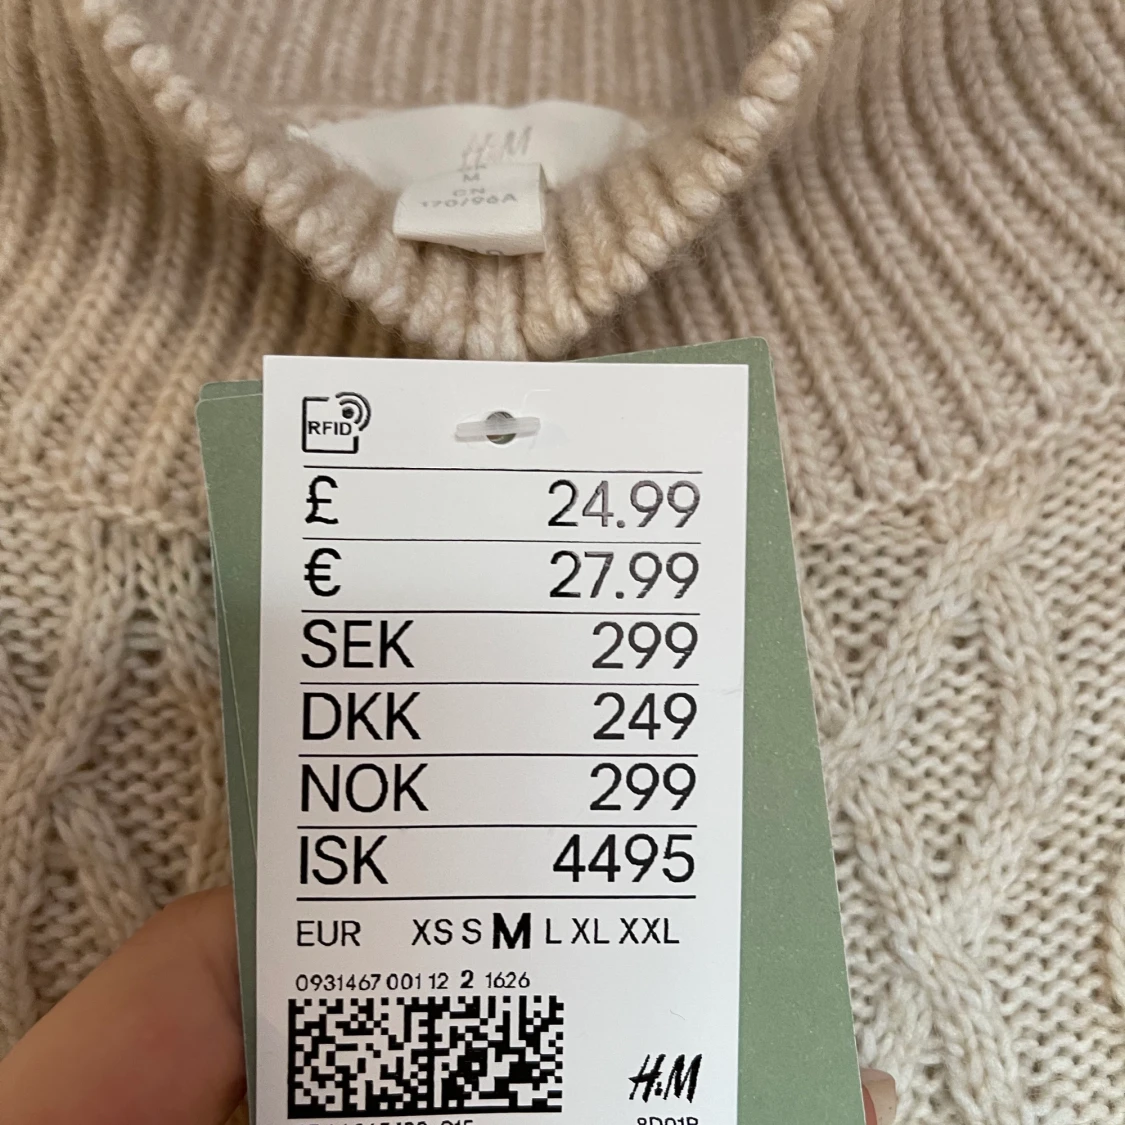 H&M
M
CN
170/96A
RFID
£ 24.99
€ 27.99
SEK 299
DKK 249
NOK 299
ISK 4495
EUR XS S M L XL XXL
0931467 001 12 2 1626
H&M